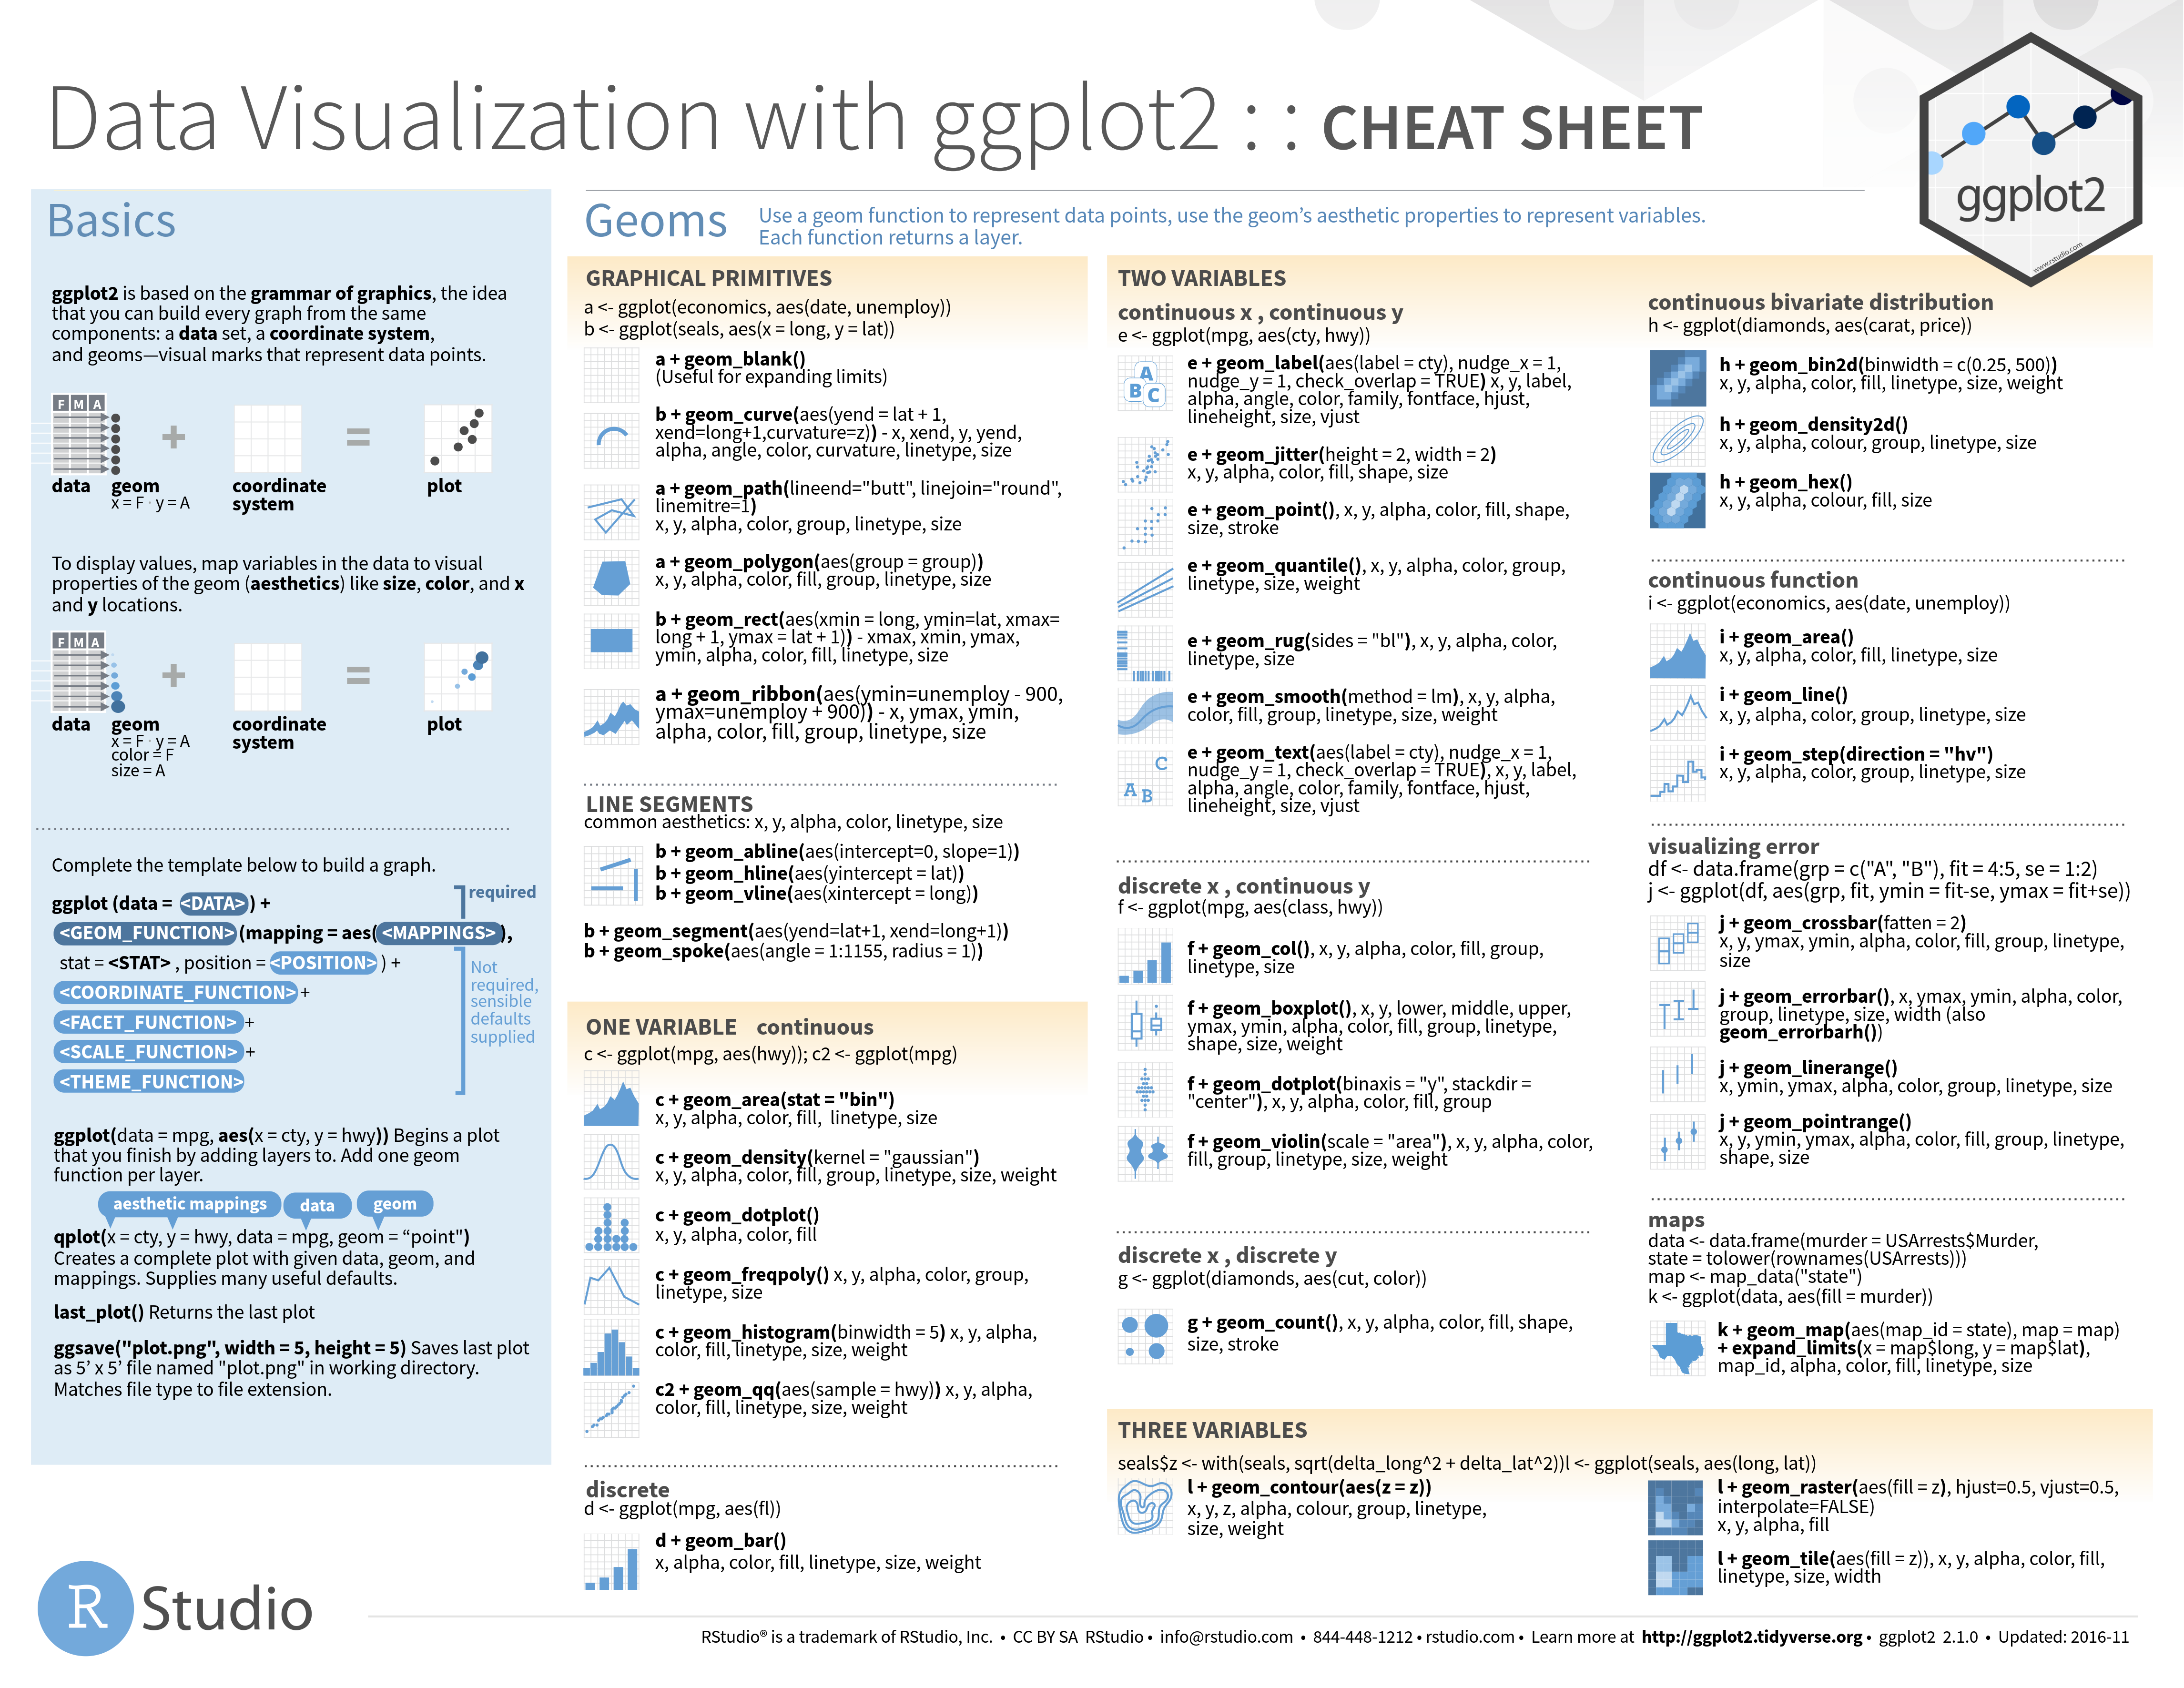 Data Visualization with ggplot2 : : CHEAT SHEET
ggplot2
www.rstudio.com
Basics
ggplot2 is based on the grammar of graphics, the idea
that you can build every graph from the same
components: a data set, a coordinate system,
and geoms—visual marks that represent data points.
F M A
+ =
data geom coordinate plot
x = F · y = A system
To display values, map variables in the data to visual
properties of the geom (aesthetics) like size, color, and x
and y locations.
F M A
+ =
data geom coordinate plot
x = F · y = A system
color = F
size = A
Complete the template below to build a graph.
required
ggplot (data = <DATA>) +
<GEOM_FUNCTION> (mapping = aes(<MAPPINGS>),
stat = <STAT> , position = <POSITION> ) +
<COORDINATE_FUNCTION> +
<FACET_FUNCTION> +
<SCALE_FUNCTION> +
<THEME_FUNCTION>
Not
required,
sensible
defaults
supplied
ggplot(data = mpg, aes(x = cty, y = hwy)) Begins a plot
that you finish by adding layers to. Add one geom
function per layer.
aesthetic mappings data geom
qplot(x = cty, y = hwy, data = mpg, geom = “point")
Creates a complete plot with given data, geom, and
mappings. Supplies many useful defaults.
last_plot() Returns the last plot
ggsave("plot.png", width = 5, height = 5) Saves last plot
as 5’ x 5’ file named "plot.png" in working directory.
Matches file type to file extension.
Geoms
Use a geom function to represent data points, use the geom’s aesthetic properties to represent variables.
Each function returns a layer.
GRAPHICAL PRIMITIVES
a <- ggplot(economics, aes(date, unemploy))
b <- ggplot(seals, aes(x = long, y = lat))
a + geom_blank()
(Useful for expanding limits)
b + geom_curve(aes(yend = lat + 1,
xend=long+1,curvature=z)) - x, xend, y, yend,
alpha, angle, color, curvature, linetype, size
a + geom_path(lineend="butt", linejoin="round",
linemitre=1)
x, y, alpha, color, group, linetype, size
a + geom_polygon(aes(group = group))
x, y, alpha, color, fill, group, linetype, size
b + geom_rect(aes(xmin = long, ymin=lat, xmax=
long + 1, ymax = lat + 1)) - xmax, xmin, ymax,
ymin, alpha, color, fill, linetype, size
a + geom_ribbon(aes(ymin=unemploy - 900,
ymax=unemploy + 900)) - x, ymax, ymin,
alpha, color, fill, group, linetype, size
LINE SEGMENTS
common aesthetics: x, y, alpha, color, linetype, size
b + geom_abline(aes(intercept=0, slope=1))
b + geom_hline(aes(yintercept = lat))
b + geom_vline(aes(xintercept = long))
b + geom_segment(aes(yend=lat+1, xend=long+1))
b + geom_spoke(aes(angle = 1:1155, radius = 1))
ONE VARIABLE continuous
c <- ggplot(mpg, aes(hwy)); c2 <- ggplot(mpg)
c + geom_area(stat = "bin")
x, y, alpha, color, fill, linetype, size
c + geom_density(kernel = "gaussian")
x, y, alpha, color, fill, group, linetype, size, weight
c + geom_dotplot()
x, y, alpha, color, fill
c + geom_freqpoly() x, y, alpha, color, group,
linetype, size
c + geom_histogram(binwidth = 5) x, y, alpha,
color, fill, linetype, size, weight
c2 + geom_qq(aes(sample = hwy)) x, y, alpha,
color, fill, linetype, size, weight
discrete
d <- ggplot(mpg, aes(fl))
d + geom_bar()
x, alpha, color, fill, linetype, size, weight
TWO VARIABLES
continuous x , continuous y
e <- ggplot(mpg, aes(cty, hwy))
A
B
C
e + geom_label(aes(label = cty), nudge_x = 1,
nudge_y = 1, check_overlap = TRUE) x, y, label,
alpha, angle, color, family, fontface, hjust,
lineheight, size, vjust
e + geom_jitter(height = 2, width = 2)
x, y, alpha, color, fill, shape, size
e + geom_point(), x, y, alpha, color, fill, shape,
size, stroke
e + geom_quantile(), x, y, alpha, color, group,
linetype, size, weight
e + geom_rug(sides = "bl"), x, y, alpha, color,
linetype, size
e + geom_smooth(method = lm), x, y, alpha,
color, fill, group, linetype, size, weight
C
A B
e + geom_text(aes(label = cty), nudge_x = 1,
nudge_y = 1, check_overlap = TRUE), x, y, label,
alpha, angle, color, family, fontface, hjust,
lineheight, size, vjust
discrete x , continuous y
f <- ggplot(mpg, aes(class, hwy))
f + geom_col(), x, y, alpha, color, fill, group,
linetype, size
f + geom_boxplot(), x, y, lower, middle, upper,
ymax, ymin, alpha, color, fill, group, linetype,
shape, size, weight
f + geom_dotplot(binaxis = "y", stackdir =
"center"), x, y, alpha, color, fill, group
f + geom_violin(scale = "area"), x, y, alpha, color,
fill, group, linetype, size, weight
discrete x , discrete y
g <- ggplot(diamonds, aes(cut, color))
g + geom_count(), x, y, alpha, color, fill, shape,
size, stroke
continuous bivariate distribution
h <- ggplot(diamonds, aes(carat, price))
h + geom_bin2d(binwidth = c(0.25, 500))
x, y, alpha, color, fill, linetype, size, weight
h + geom_density2d()
x, y, alpha, colour, group, linetype, size
h + geom_hex()
x, y, alpha, colour, fill, size
continuous function
i <- ggplot(economics, aes(date, unemploy))
i + geom_area()
x, y, alpha, color, fill, linetype, size
i + geom_line()
x, y, alpha, color, group, linetype, size
i + geom_step(direction = "hv")
x, y, alpha, color, group, linetype, size
visualizing error
df <- data.frame(grp = c("A", "B"), fit = 4:5, se = 1:2)
j <- ggplot(df, aes(grp, fit, ymin = fit-se, ymax = fit+se))
j + geom_crossbar(fatten = 2)
x, y, ymax, ymin, alpha, color, fill, group, linetype,
size
j + geom_errorbar(), x, ymax, ymin, alpha, color,
group, linetype, size, width (also
geom_errorbarh())
j + geom_linerange()
x, ymin, ymax, alpha, color, group, linetype, size
j + geom_pointrange()
x, y, ymin, ymax, alpha, color, fill, group, linetype,
shape, size
maps
data <- data.frame(murder = USArrests$Murder,
state = tolower(rownames(USArrests)))
map <- map_data("state")
k <- ggplot(data, aes(fill = murder))
k + geom_map(aes(map_id = state), map = map)
+ expand_limits(x = map$long, y = map$lat),
map_id, alpha, color, fill, linetype, size
THREE VARIABLES
seals$z <- with(seals, sqrt(delta_long^2 + delta_lat^2))l <- ggplot(seals, aes(long, lat))
l + geom_contour(aes(z = z))
x, y, z, alpha, colour, group, linetype,
size, weight
l + geom_raster(aes(fill = z), hjust=0.5, vjust=0.5,
interpolate=FALSE)
x, y, alpha, fill
l + geom_tile(aes(fill = z)), x, y, alpha, color, fill,
linetype, size, width
R Studio
RStudio® is a trademark of RStudio, Inc. • CC BY SA RStudio • info@rstudio.com • 844-448-1212 • rstudio.com • Learn more at http://ggplot2.tidyverse.org • ggplot2 2.1.0 • Updated: 2016-11